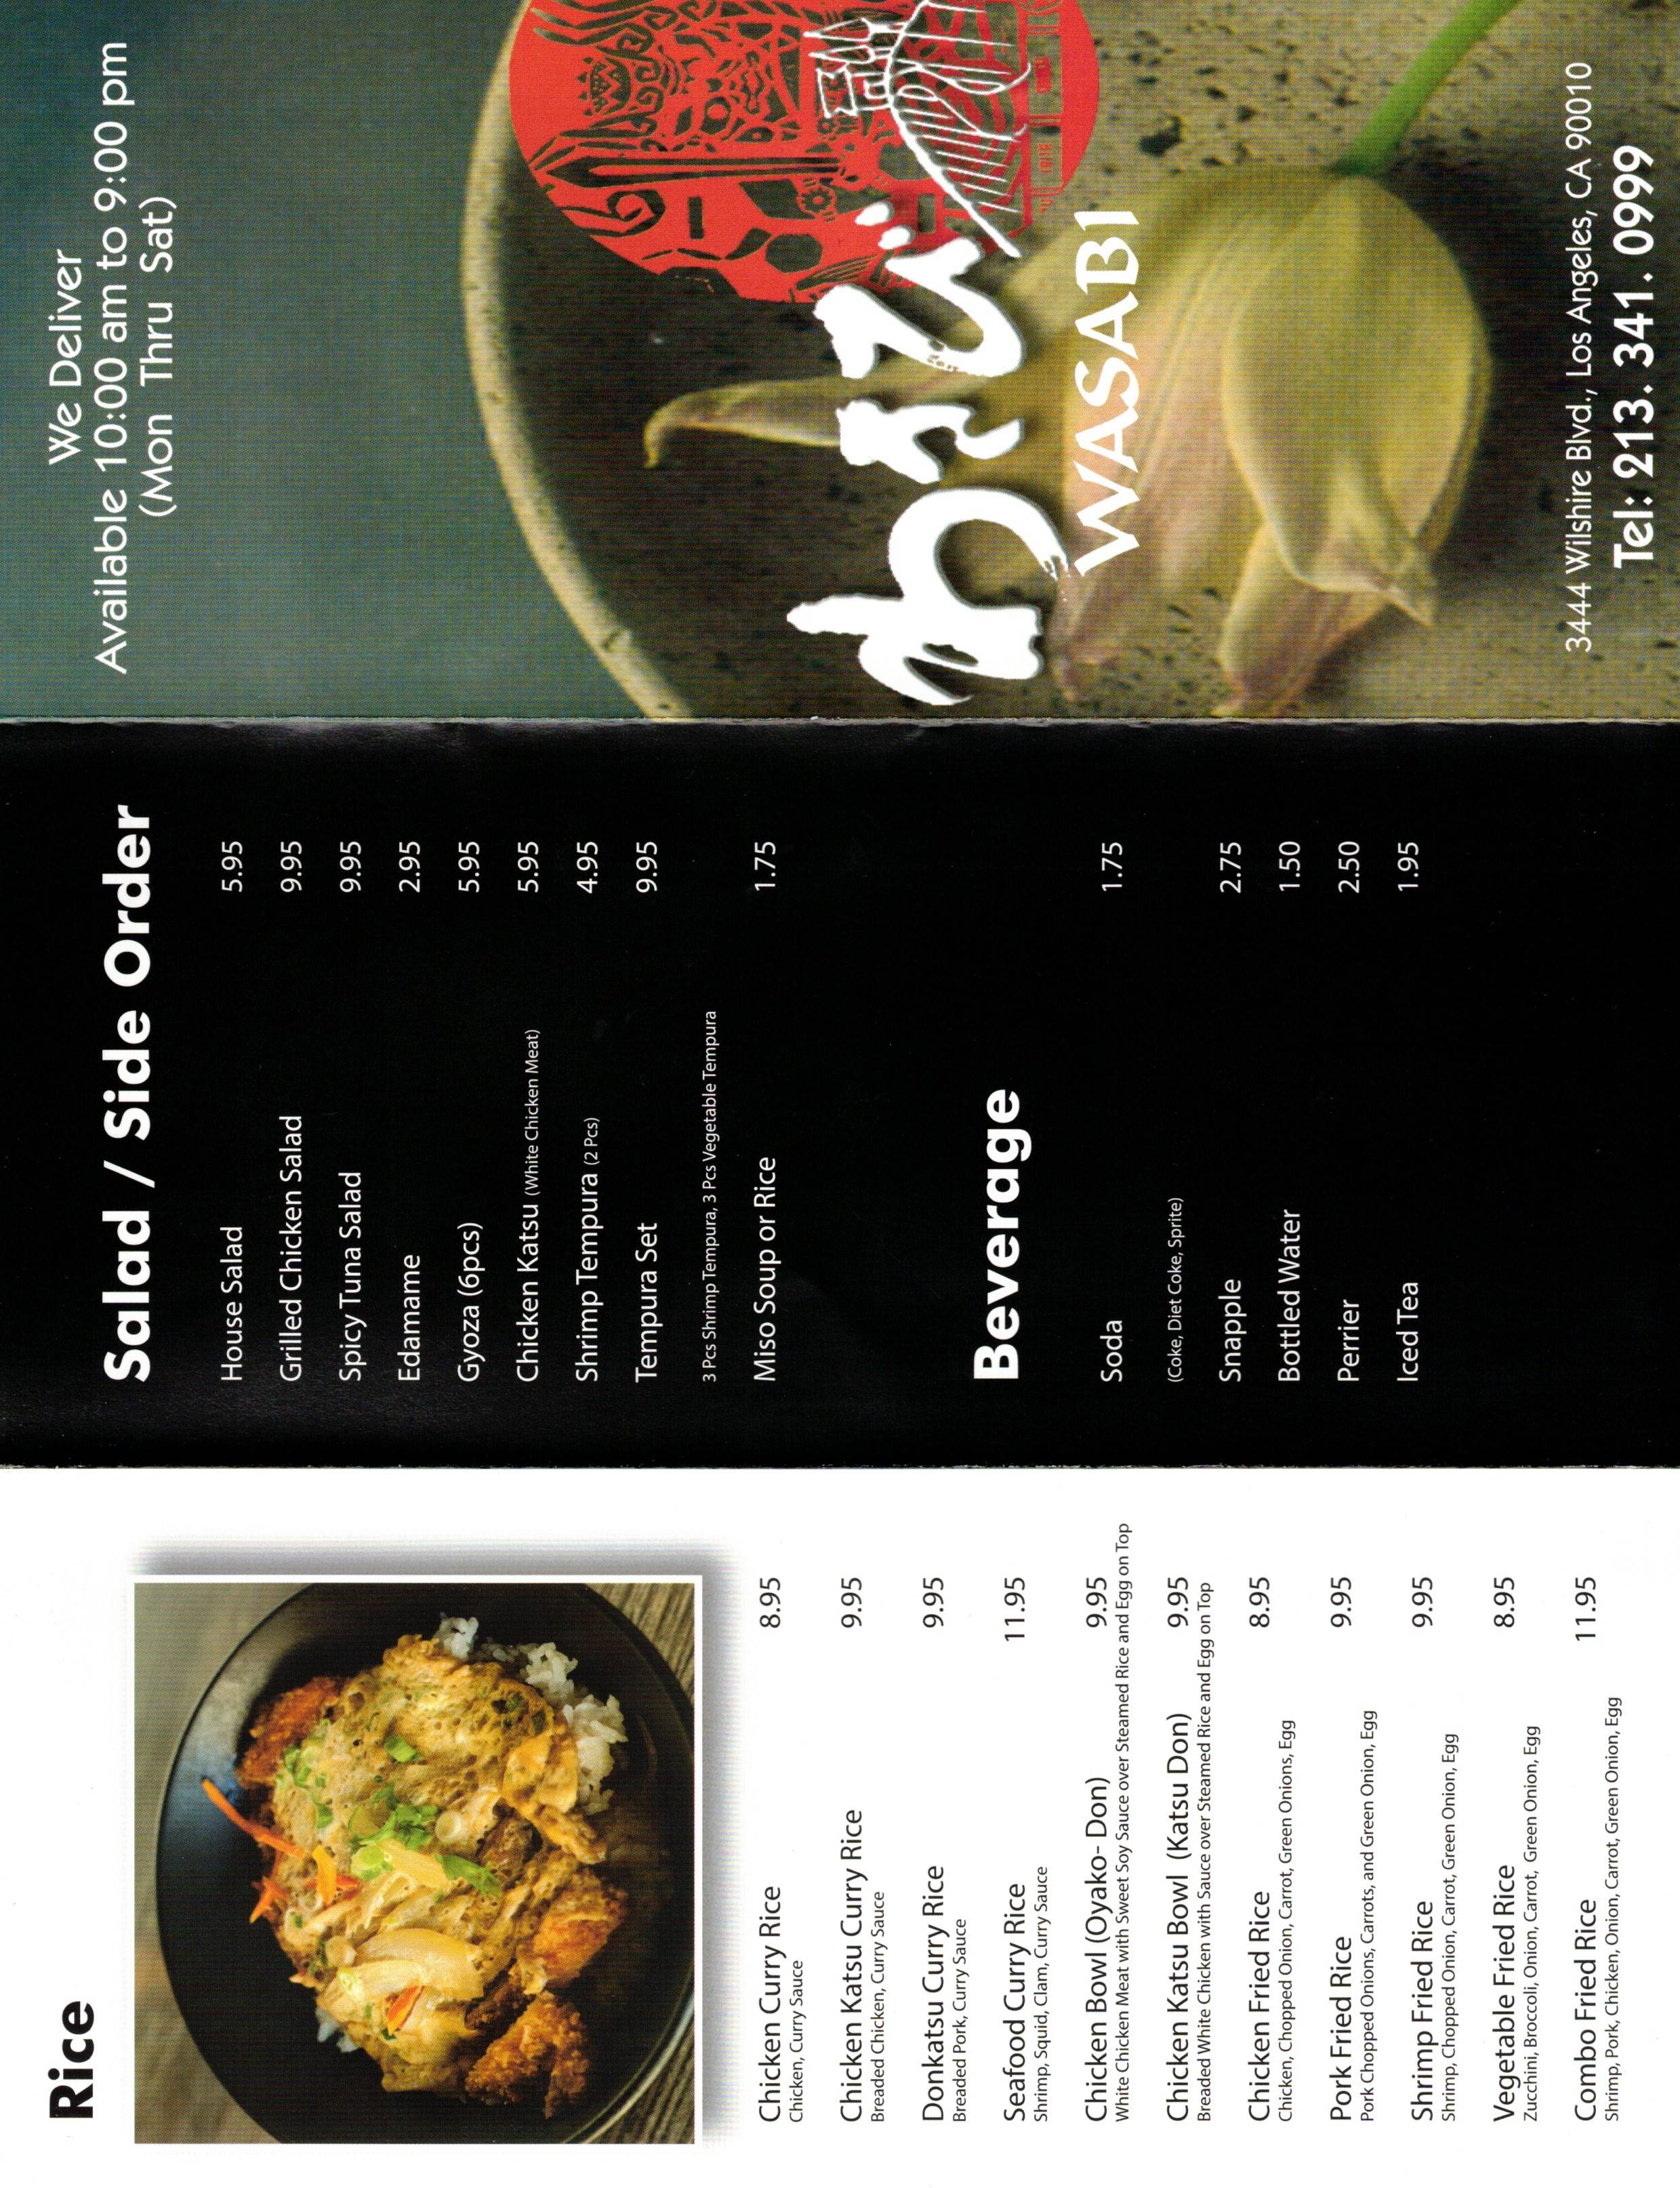 Rice
Chicken Curry Rice 8.95
Chicken, Curry Sauce
Chicken Katsu Curry Rice 9.95
Breaded Chicken, Curry Sauce
Donkatsu Curry Rice 9.95
Breaded Pork, Curry Sauce
Seafood Curry Rice 11.95
Shrimp, Squid, Clam, Curry Sauce
Chicken Bowl (Oyako- Don) 9.95
White Chicken Meat with Sweet Soy Sauce over Steamed Rice and Egg on Top
Chicken Katsu Bowl (Katsu Don) 9.95
Breaded White Chicken with Sauce over Steamed Rice and Egg on Top
Chicken Fried Rice 8.95
Chicken, Chopped Onion, Carrot, Green Onions, Egg
Pork Fried Rice 9.95
Pork Chopped Onions, Carrots, and Green Onion, Egg
Shrimp Fried Rice 9.95
Shrimp, Chopped Onion, Carrot, Green Onion, Egg
Vegetable Fried Rice 8.95
Zucchini, Broccoli, Onion, Carrot, Green Onion, Egg
Combo Fried Rice 11.95
Shrimp, Pork, Chicken, Onion, Carrot, Green Onion, Egg
Salad / Side Order
House Salad 5.95
Grilled Chicken Salad 9.95
Spicy Tuna Salad 9.95
Edamame 2.95
Gyoza (6pcs) 5.95
Chicken Katsu (White Chicken Meat) 5.95
Shrimp Tempura (2 Pcs) 4.95
Tempura Set 9.95
3 Pcs Shrimp Tempura, 3 Pcs Vegetable Tempura
Miso Soup or Rice 1.75
Beverage
Soda 1.75
(Coke, Diet Coke, Sprite)
Snapple 2.75
Bottled Water 1.50
Perrier 2.50
Iced Tea 1.95
We Deliver
Available 10:00 am to 9:00 pm
(Mon Thru Sat)
わさび
WASABI
3444 Wilshire Blvd., Los Angeles, CA 90010
Tel: 213. 341. 0999